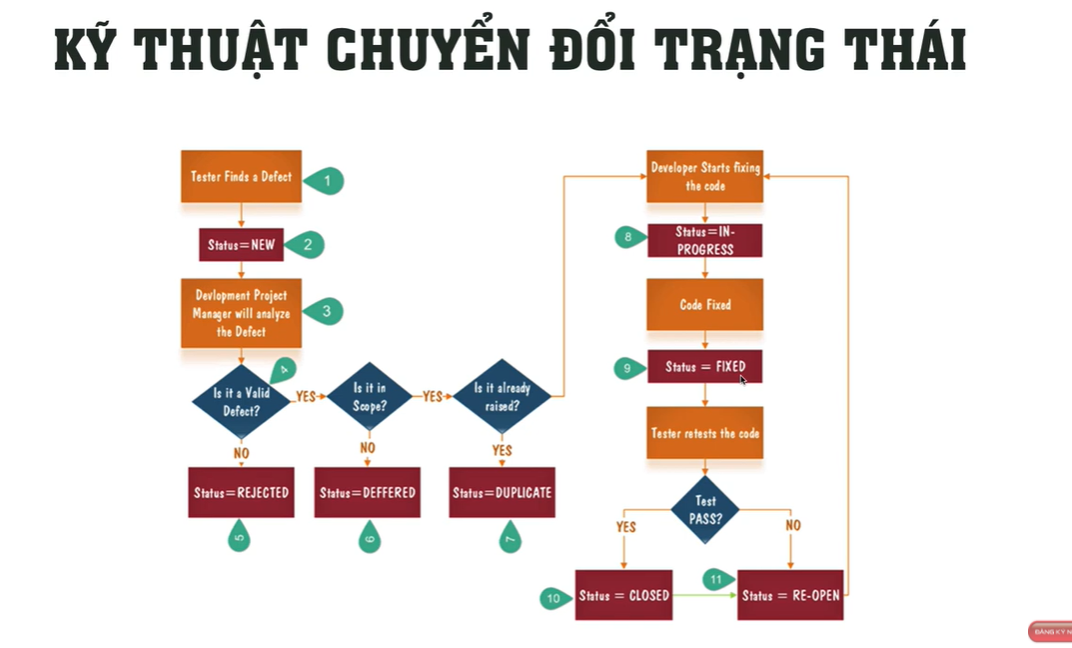 KỸ THUẬT CHUYỂN ĐỔI TRẠNG THÁI
Tester Finds a Defect
1
Status=NEW
2
Devlopment Project
Manager will analyze
the Defect
3
4
Is it a Valid
Defect?
YES
Is it in
Scope?
YES
Is it already
raised?
NO
NO
YES
Status=REJECTED
Status=DEFFERED
Status=DUPLICATE
5
6
7
Developer Starts fixing
the code
8
Status=IN-
PROGRESS
Code Fixed
9
Status = FIXED
Tester retests the code
Test
PASS?
YES
NO
10
Status = CLOSED
11
Status = RE-OPEN